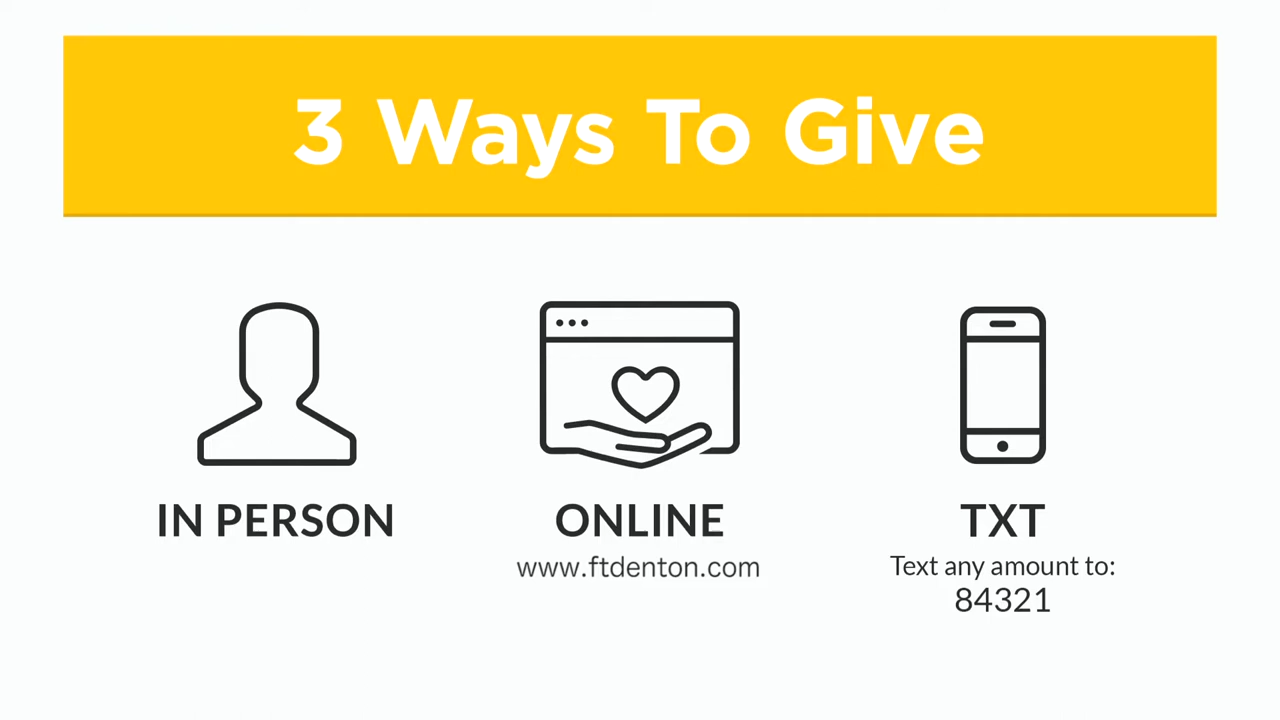 3 Ways To Give
IN PERSON
ONLINE
www.ftdenton.com
TXT
Text any amount to:
84321